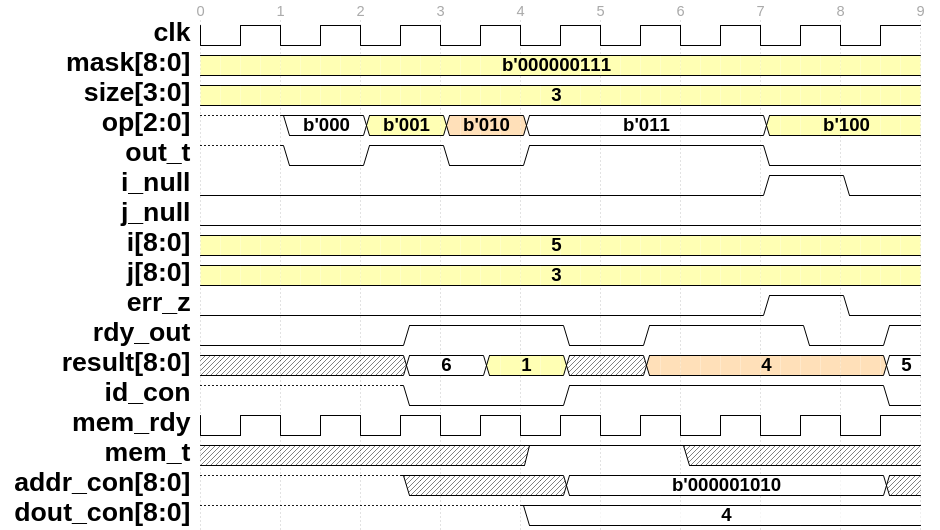 0 1 2 3 4 5 6 7 8 9
clk
mask[8:0] b'000000111
size[3:0] 3
op[2:0] b'000 b'001 b'010 b'011 b'100
out_t
i_null
j_null
i[8:0] 5
j[8:0] 3
err_z
rdy_out
result[8:0] 6 1 4 5
id_con
mem_rdy
mem_t
addr_con[8:0] b'000001010
dout_con[8:0] 4